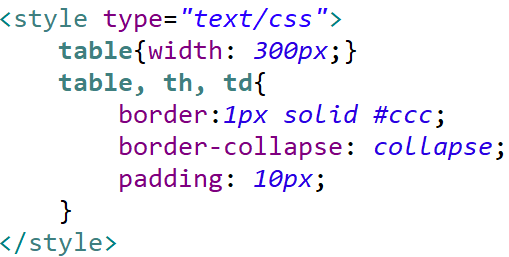 <style type="text/css">
    table{width: 300px;}
    table, th, td{
        border:1px solid #ccc;
        border-collapse: collapse;
        padding: 10px;
    }
</style>